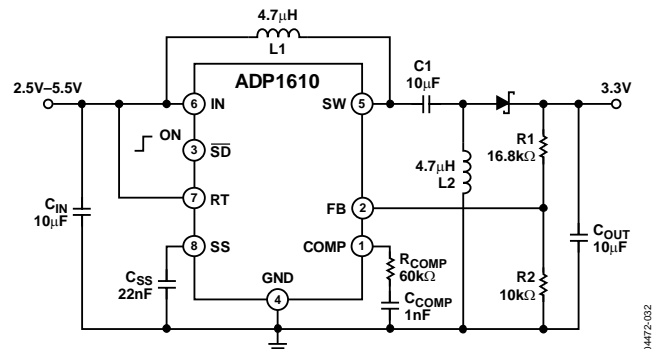 4.7μH
L1
ADP1610
C1
10μF
2.5V–5.5V
3.3V
6
IN
SW
5
ON
3
SD
R1
16.8kΩ
4.7μH
L2
CIN
10μF
7
RT
FB
2
8
SS
COMP
1
COUT
10μF
CSS
22nF
GND
4
RCOMP
60kΩ
CCOMP
1nF
R2
10kΩ
04472-032